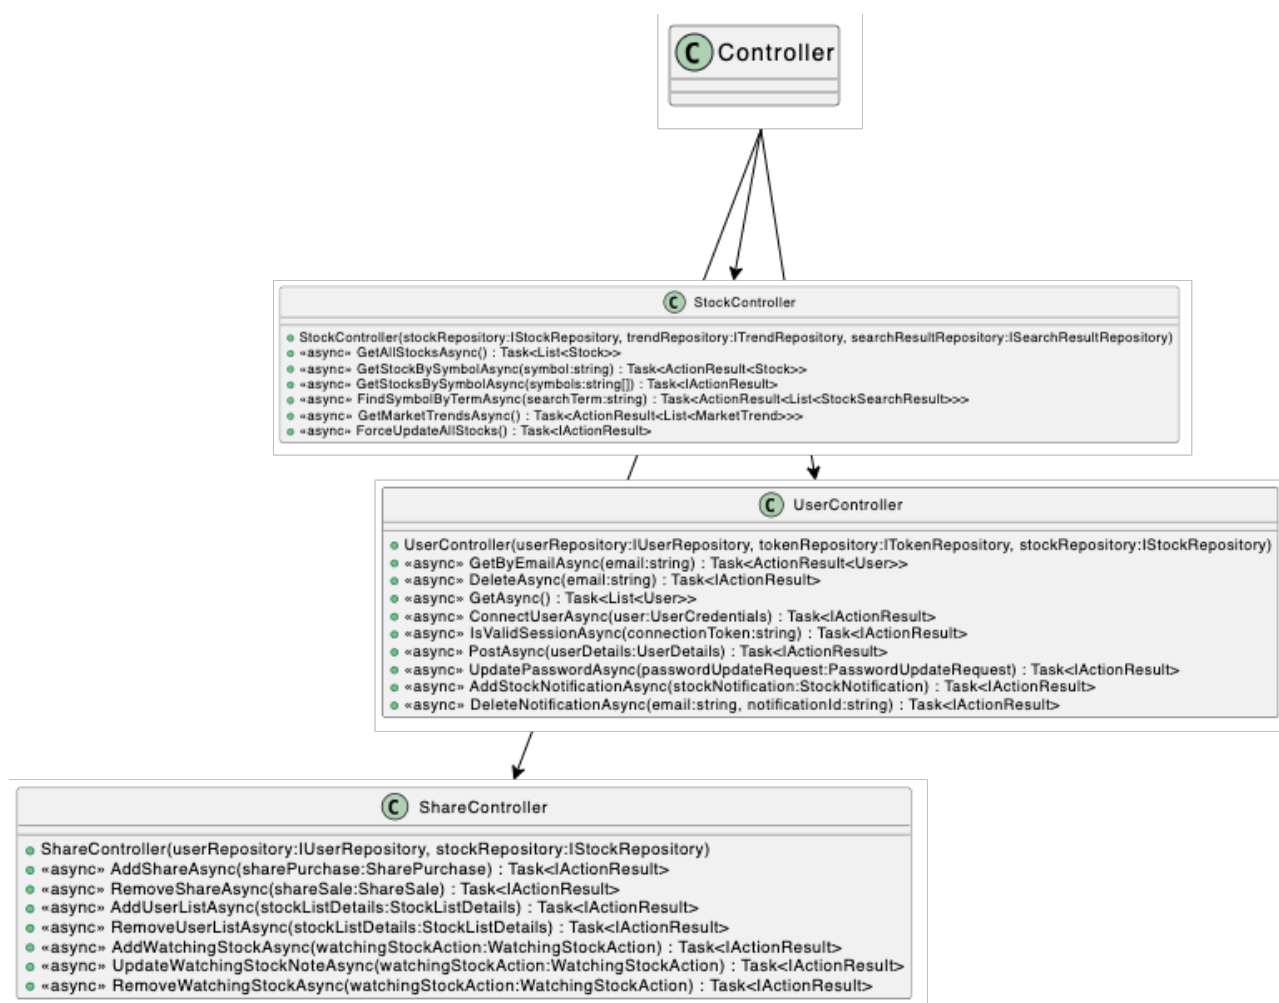 C Controller
C StockController
StockController(stockRepository:IStockRepository, trendRepository:ITrendRepository, searchResultRepository:ISearchResultRepository)
«async» GetAllStocksAsync() : Task<List<Stock>>
«async» GetStockBySymbolAsync(symbol:string) : Task<ActionResult<Stock>>
«async» GetStocksBySymbolAsync(symbols:string[]) : Task<IActionResult>
«async» FindSymbolByTermAsync(searchTerm:string) : Task<ActionResult<List<StockSearchResult>>>
«async» GetMarketTrendsAsync() : Task<ActionResult<List<MarketTrend>>>
«async» ForceUpdateAllStocks() : Task<IActionResult>
C UserController
UserController(userRepository:IUserRepository, tokenRepository:ITokenRepository, stockRepository:IStockRepository)
«async» GetByEmailAsync(email:string) : Task<ActionResult<User>>
«async» DeleteAsync(email:string) : Task<IActionResult>
«async» GetAsync() : Task<List<User>>
«async» ConnectUserAsync(user:UserCredentials) : Task<IActionResult>
«async» IsValidSessionAsync(connectionToken:string) : Task<IActionResult>
«async» PostAsync(userDetails:UserDetails) : Task<IActionResult>
«async» UpdatePasswordAsync(passwordUpdateRequest:PasswordUpdateRequest) : Task<IActionResult>
«async» AddStockNotificationAsync(stockNotification:StockNotification) : Task<IActionResult>
«async» DeleteNotificationAsync(email:string, notificationId:string) : Task<IActionResult>
C ShareController
ShareController(userRepository:IUserRepository, stockRepository:IStockRepository)
«async» AddShareAsync(sharePurchase:SharePurchase) : Task<IActionResult>
«async» RemoveShareAsync(shareSale:ShareSale) : Task<IActionResult>
«async» AddUserListAsync(stockListDetails:StockListDetails) : Task<IActionResult>
«async» RemoveUserListAsync(stockListDetails:StockListDetails) : Task<IActionResult>
«async» AddWatchingStockAsync(watchingStockAction:WatchingStockAction) : Task<IActionResult>
«async» UpdateWatchingStockNoteAsync(watchingStockAction:WatchingStockAction) : Task<IActionResult>
«async» RemoveWatchingStockAsync(watchingStockAction:WatchingStockAction) : Task<IActionResult>